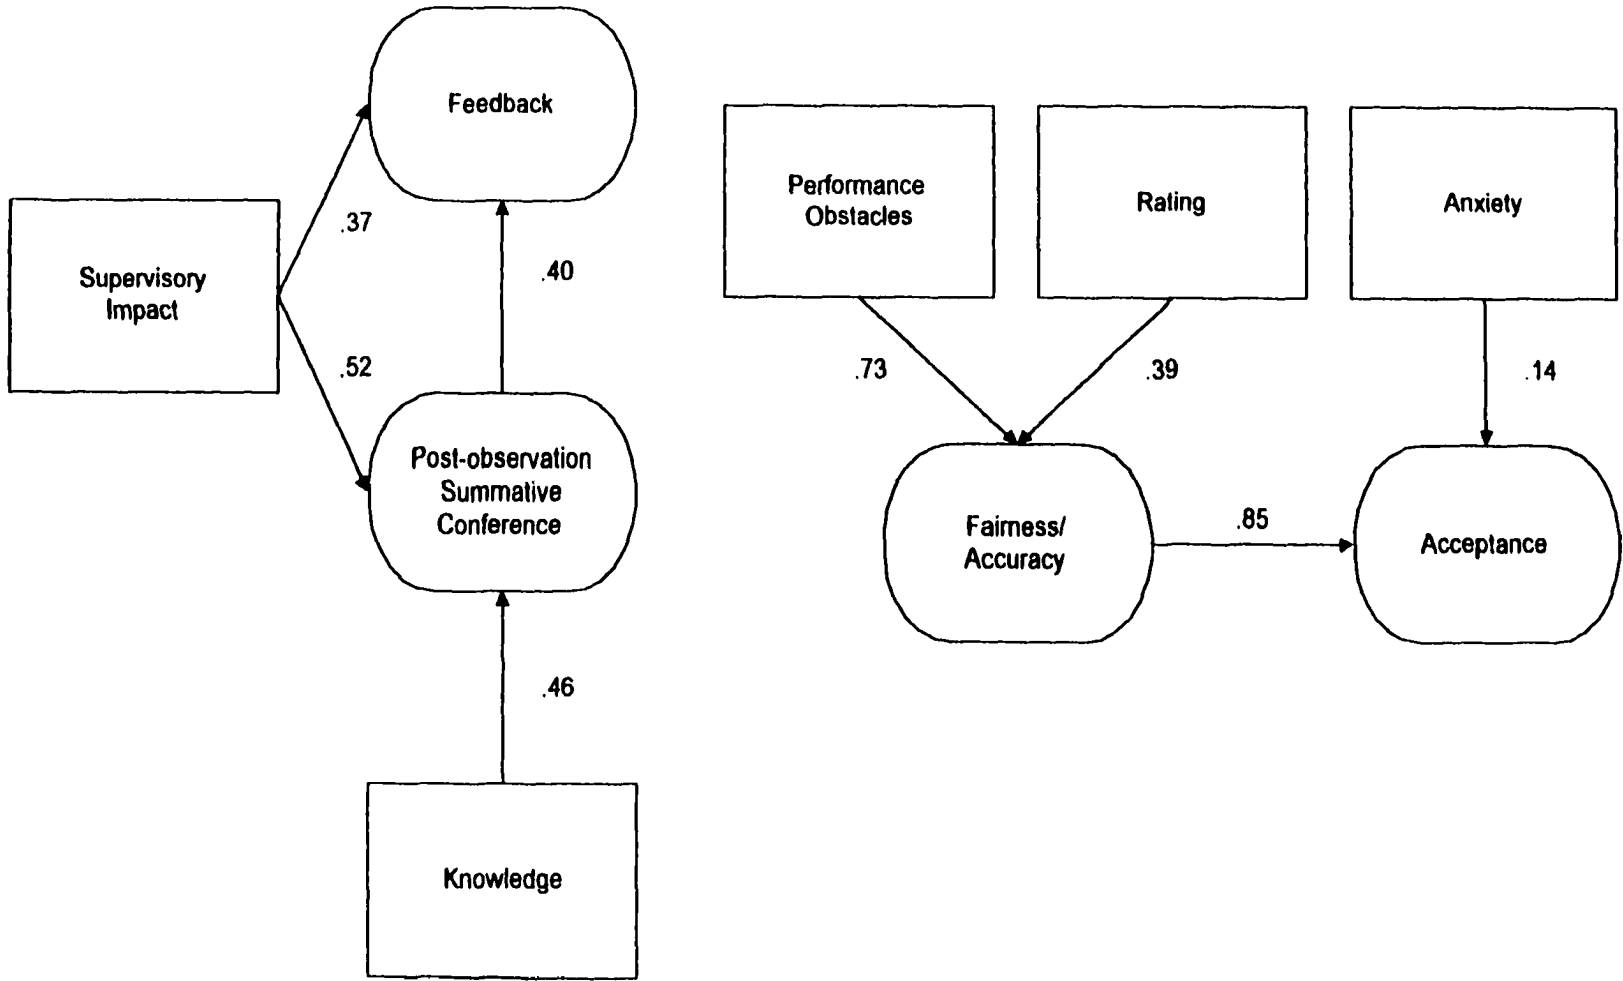 Feedback
Supervisory
Impact
.37
.40
.52
Post-observation
Summative
Conference
.46
Knowledge
Performance
Obstacles
Rating
Anxiety
.73
.39
.14
Fairness/
Accuracy
.85
Acceptance